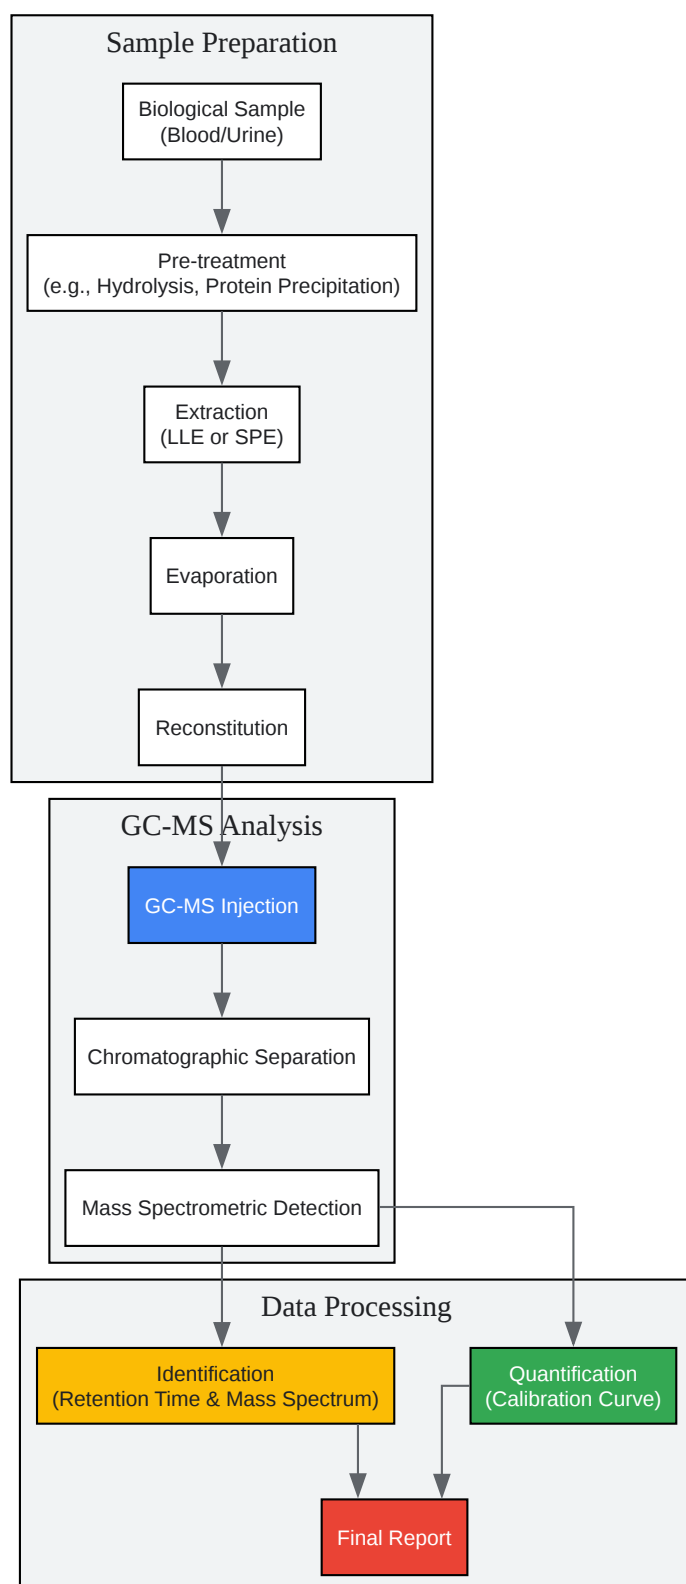 Sample Preparation
Biological Sample
(Blood/Urine)
Pre-treatment
(e.g., Hydrolysis, Protein Precipitation)
Extraction
(LLE or SPE)
Evaporation
Reconstitution
GC-MS Analysis
GC-MS Injection
Chromatographic Separation
Mass Spectrometric Detection
Data Processing
Identification
(Retention Time & Mass Spectrum)
Quantification
(Calibration Curve)
Final Report